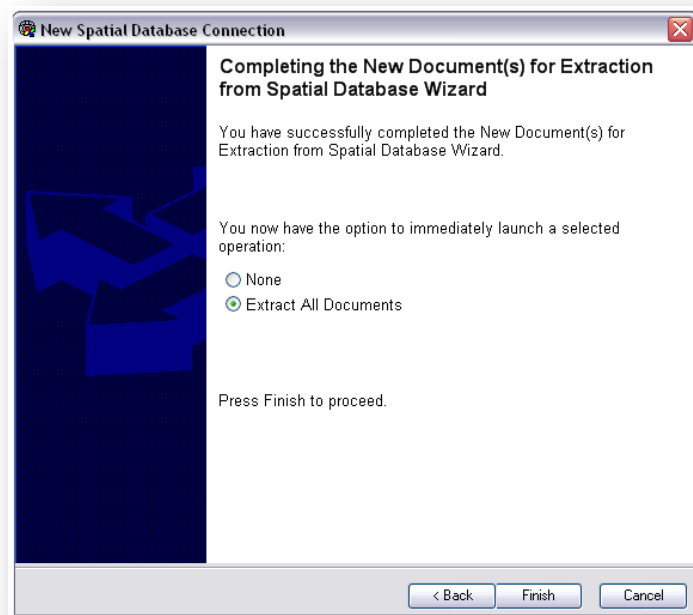 New Spatial Database Connection
Completing the New Document(s) for Extraction
from Spatial Database Wizard
You have successfully completed the New Document(s) for
Extraction from Spatial Database Wizard.
You now have the option to immediately launch a selected
operation:
None
Extract All Documents
Press Finish to proceed.
< Back
Finish
Cancel